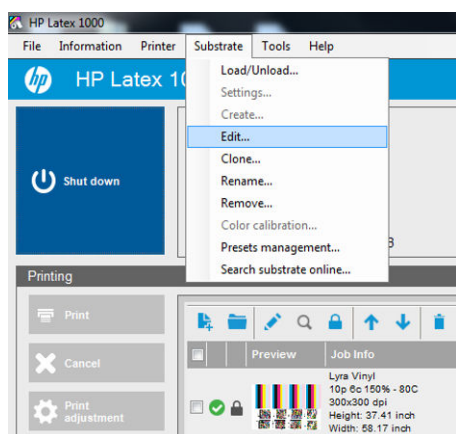 HP Latex 1000
File Information Printer Substrate Tools Help
hp HP Latex 10
Load/Unload...
Settings...
Create...
Edit...
Clone...
Rename...
Remove...
Color calibration...
Presets management...
Search substrate online...
Shut down
3
Printing
Print
Cancel
Print
adjustment
Preview Job Info
Lyra Vinyl
10p 6c 150% - 80C
300x300 dpi
Height: 37.41 inch
Width: 58.17 inch